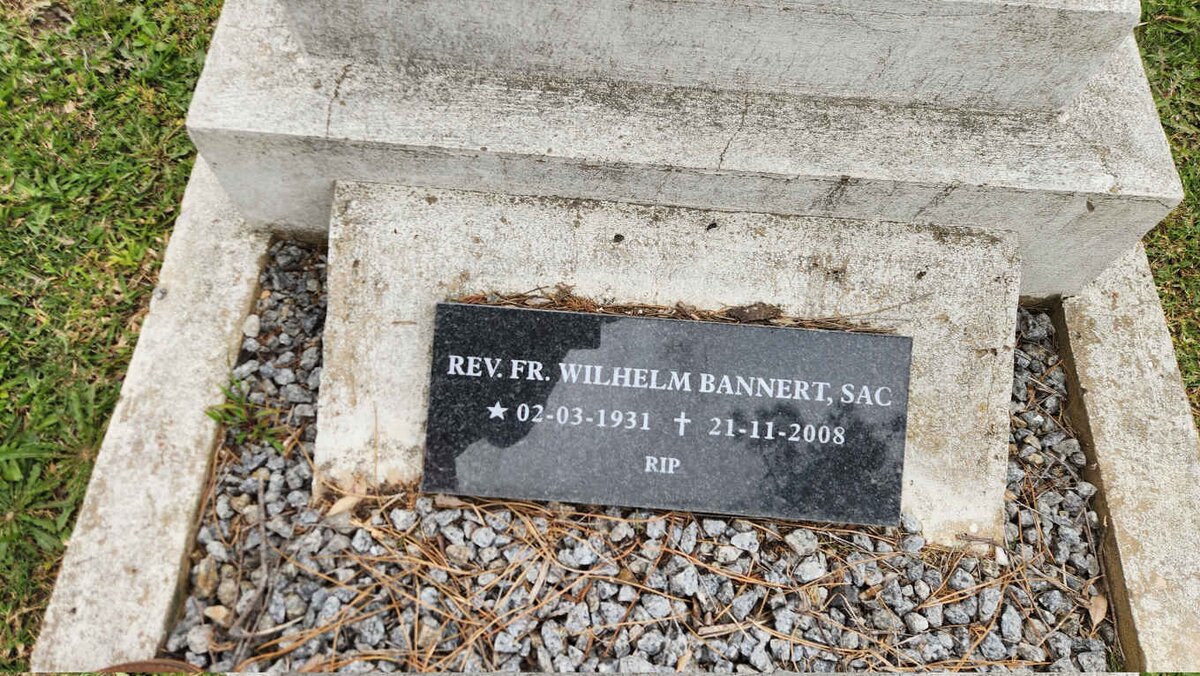 REV. FR. WILHELM BANNERT, SAC
★ 02-03-1931 ✝ 21-11-2008
RIP